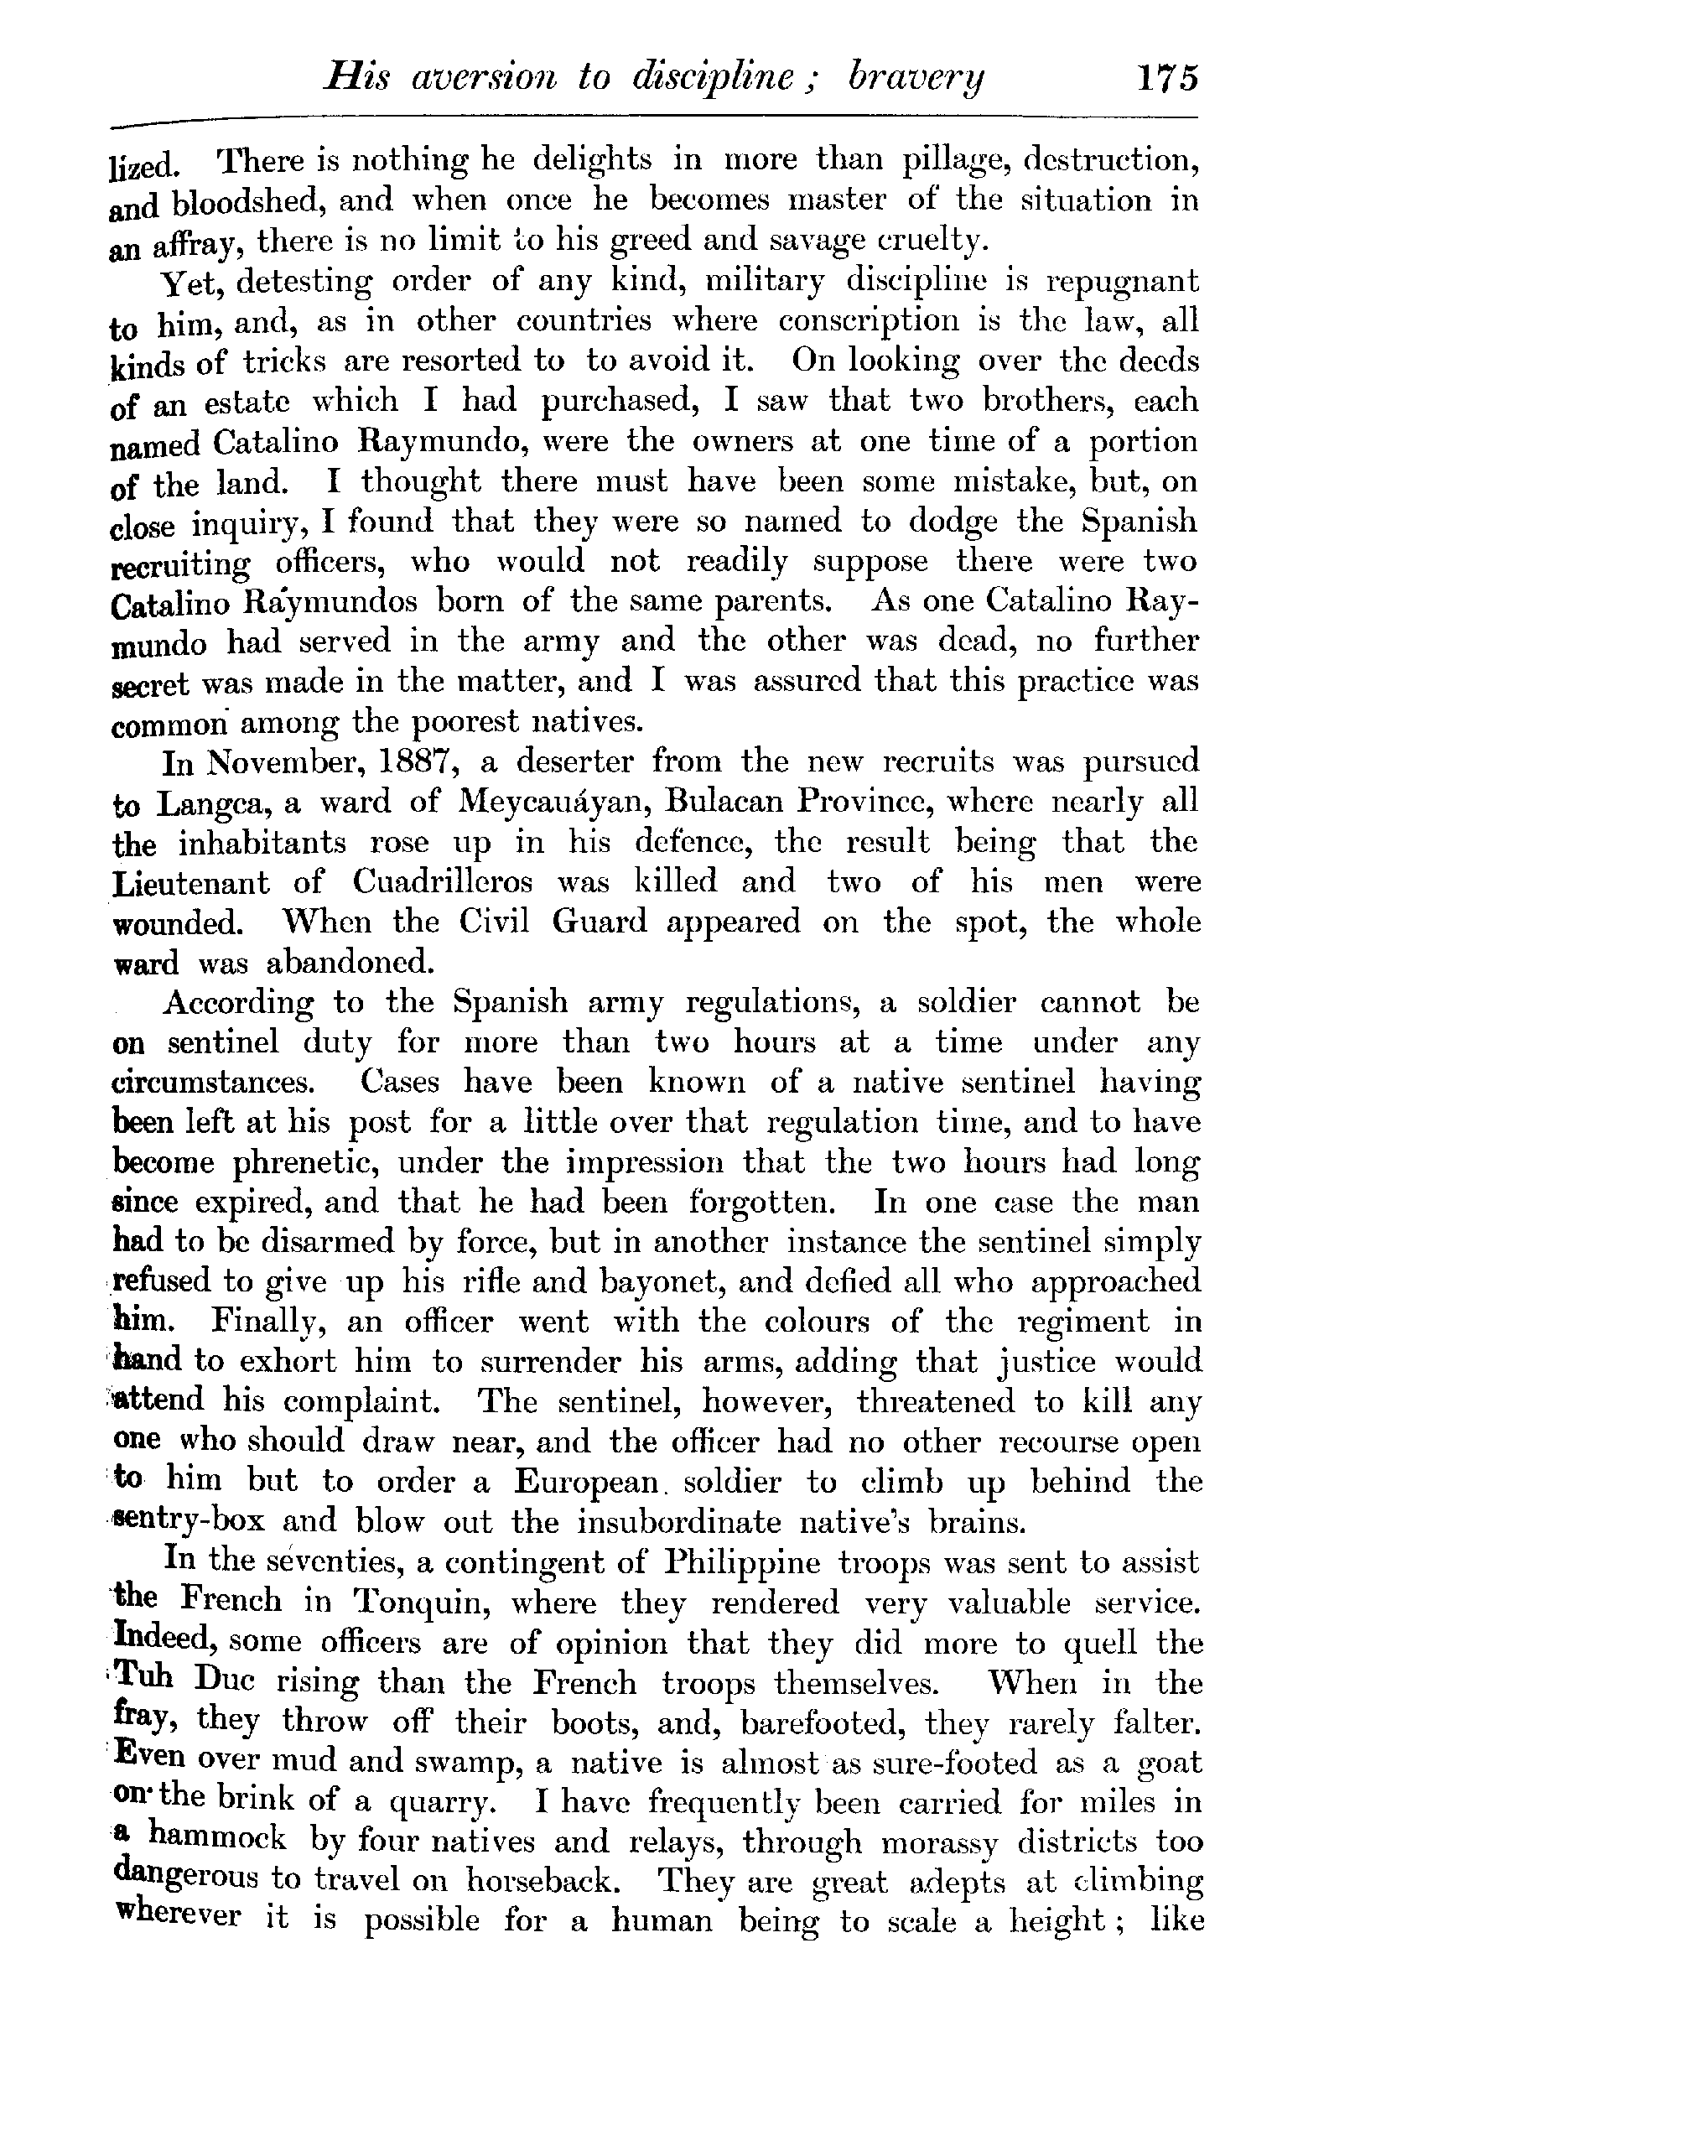 His aversion to discipline ; bravery 175
lized. There is nothing he delights in more than pillage, destruction,
and bloodshed, and when once he becomes master of the situation in
an affray, there is no limit to his greed and savage cruelty.
Yet, detesting order of any kind, military discipline is repugnant
to him, and, as in other countries where conscription is the law, all
kinds of tricks are resorted to to avoid it. On looking over the deeds
of an estate which I had purchased, I saw that two brothers, each
named Catalino Raymundo, were the owners at one time of a portion
of the land. I thought there must have been some mistake, but, on
close inquiry, I found that they were so named to dodge the Spanish
recruiting officers, who would not readily suppose there were two
Catalino Raymundos born of the same parents. As one Catalino Ray-
mundo had served in the army and the other was dead, no further
secret was made in the matter, and I was assured that this practice was
common among the poorest natives.
In November, 1887, a deserter from the new recruits was pursued
to Langca, a ward of Meycauáyan, Bulacan Province, where nearly all
the inhabitants rose up in his defence, the result being that the
Lieutenant of Cuadrilleros was killed and two of his men were
wounded. When the Civil Guard appeared on the spot, the whole
ward was abandoned.
According to the Spanish army regulations, a soldier cannot be
on sentinel duty for more than two hours at a time under any
circumstances. Cases have been known of a native sentinel having
been left at his post for a little over that regulation time, and to have
become phrenetic, under the impression that the two hours had long
since expired, and that he had been forgotten. In one case the man
had to be disarmed by force, but in another instance the sentinel simply
refused to give up his rifle and bayonet, and defied all who approached
him. Finally, an officer went with the colours of the regiment in
hand to exhort him to surrender his arms, adding that justice would
attend his complaint. The sentinel, however, threatened to kill any
one who should draw near, and the officer had no other recourse open
to him but to order a European soldier to climb up behind the
sentry-box and blow out the insubordinate native's brains.
In the seventies, a contingent of Philippine troops was sent to assist
the French in Tonquin, where they rendered very valuable service.
Indeed, some officers are of opinion that they did more to quell the
Tuh Duc rising than the French troops themselves. When in the
fray, they throw off their boots, and, barefooted, they rarely falter.
Even over mud and swamp, a native is almost as sure-footed as a goat
on the brink of a quarry. I have frequently been carried for miles in
a hammock by four natives and relays, through morassy districts too
dangerous to travel on horseback. They are great adepts at climbing
wherever it is possible for a human being to scale a height ; like